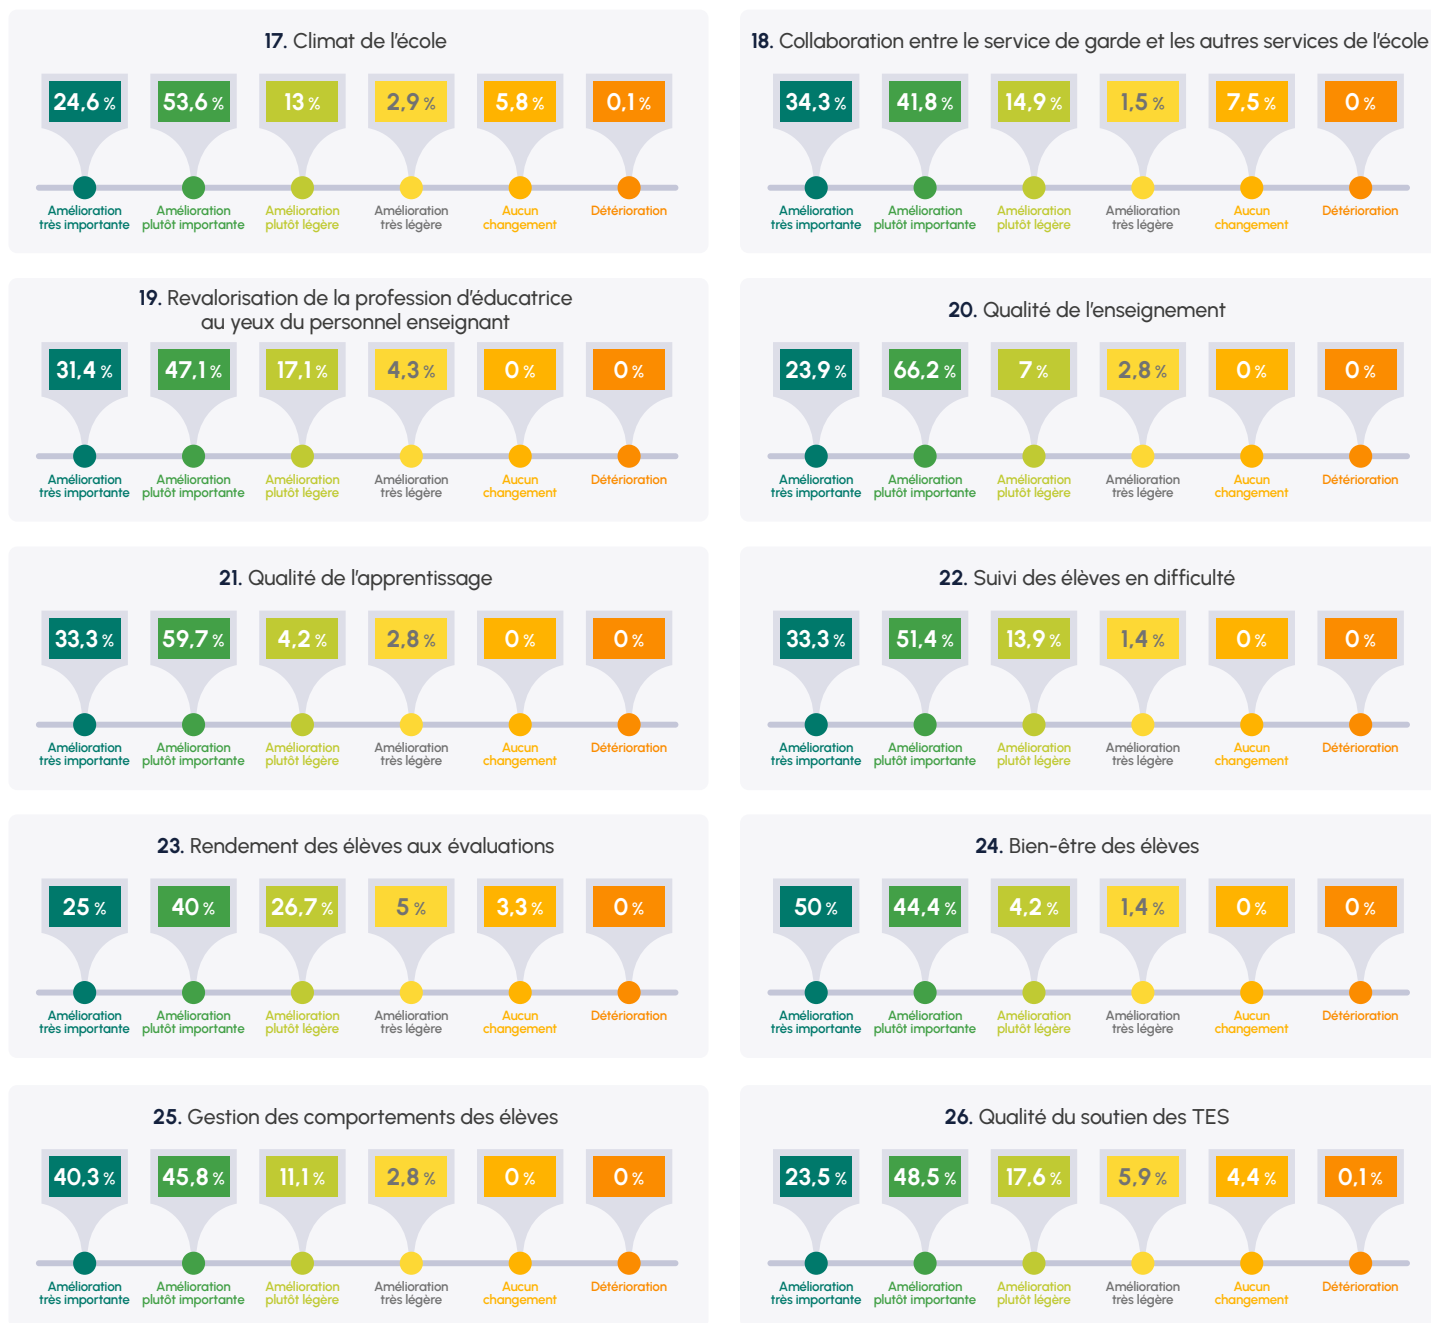 17. Climat de l'école
24,6 % 53,6 % 13 % 2,9 % 5,8 % 0,1 %
Amélioration Amélioration Amélioration Amélioration Aucun Détérioration
très importante plutôt importante plutôt légère très légère changement
18. Collaboration entre le service de garde et les autres services de l'école
34,3 % 41,8 % 14,9 % 1,5 % 7,5 % 0 %
Amélioration Amélioration Amélioration Amélioration Aucun Détérioration
très importante plutôt importante plutôt légère très légère changement
19. Revalorisation de la profession d'éducatrice
au yeux du personnel enseignant
31,4 % 47,1 % 17,1 % 4,3 % 0 % 0 %
Amélioration Amélioration Amélioration Amélioration Aucun Détérioration
très importante plutôt importante plutôt légère très légère changement
20. Qualité de l'enseignement
23,9 % 66,2 % 7 % 2,8 % 0 % 0 %
Amélioration Amélioration Amélioration Amélioration Aucun Détérioration
très importante plutôt importante plutôt légère très légère changement
21. Qualité de l'apprentissage
33,3 % 59,7 % 4,2 % 2,8 % 0 % 0 %
Amélioration Amélioration Amélioration Amélioration Aucun Détérioration
très importante plutôt importante plutôt légère très légère changement
22. Suivi des élèves en difficulté
33,3 % 51,4 % 13,9 % 1,4 % 0 % 0 %
Amélioration Amélioration Amélioration Amélioration Aucun Détérioration
très importante plutôt importante plutôt légère très légère changement
23. Rendement des élèves aux évaluations
25 % 40 % 26,7 % 5 % 3,3 % 0 %
Amélioration Amélioration Amélioration Amélioration Aucun Détérioration
très importante plutôt importante plutôt légère très légère changement
24. Bien-être des élèves
50 % 44,4 % 4,2 % 1,4 % 0 % 0 %
Amélioration Amélioration Amélioration Amélioration Aucun Détérioration
très importante plutôt importante plutôt légère très légère changement
25. Gestion des comportements des élèves
40,3 % 45,8 % 11,1 % 2,8 % 0 % 0 %
Amélioration Amélioration Amélioration Amélioration Aucun Détérioration
très importante plutôt importante plutôt légère très légère changement
26. Qualité du soutien des TES
23,5 % 48,5 % 17,6 % 5,9 % 4,4 % 0,1 %
Amélioration Amélioration Amélioration Amélioration Aucun Détérioration
très importante plutôt importante plutôt légère très légère changement